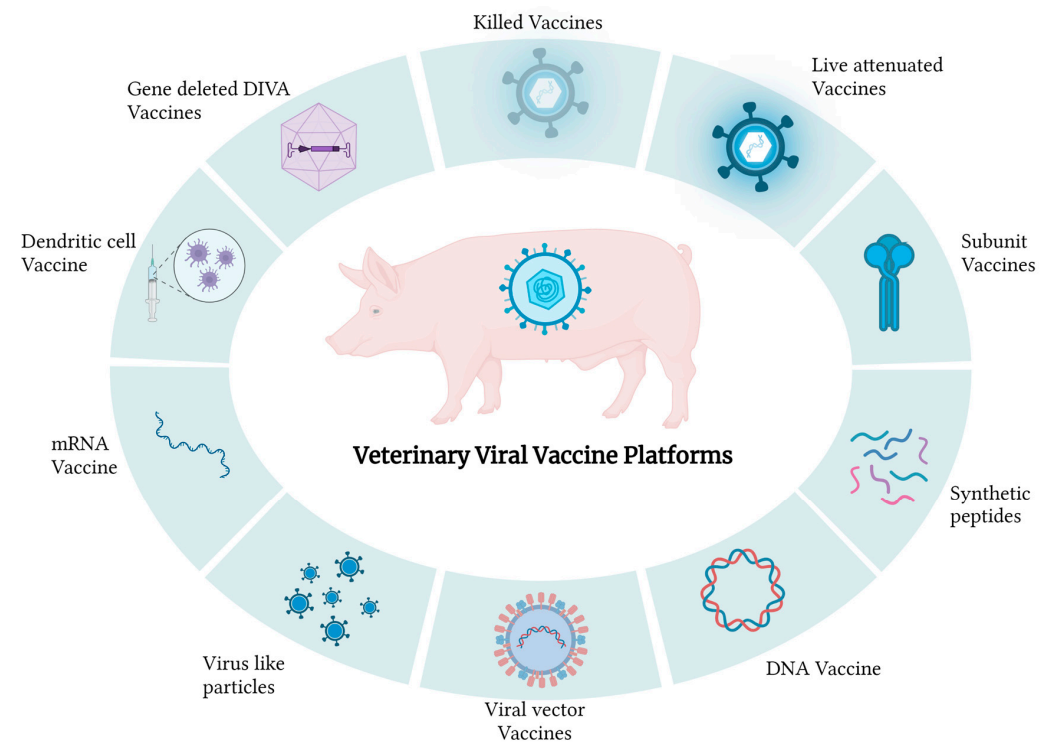 Killed Vaccines
Live attenuated
Vaccines
Gene deleted DIVA
Vaccines
Dendritic cell
Vaccine
Subunit
Vaccines
mRNA
Vaccine
Veterinary Viral Vaccine Platforms
Synthetic
peptides
Virus like
particles
DNA Vaccine
Viral vector
Vaccines